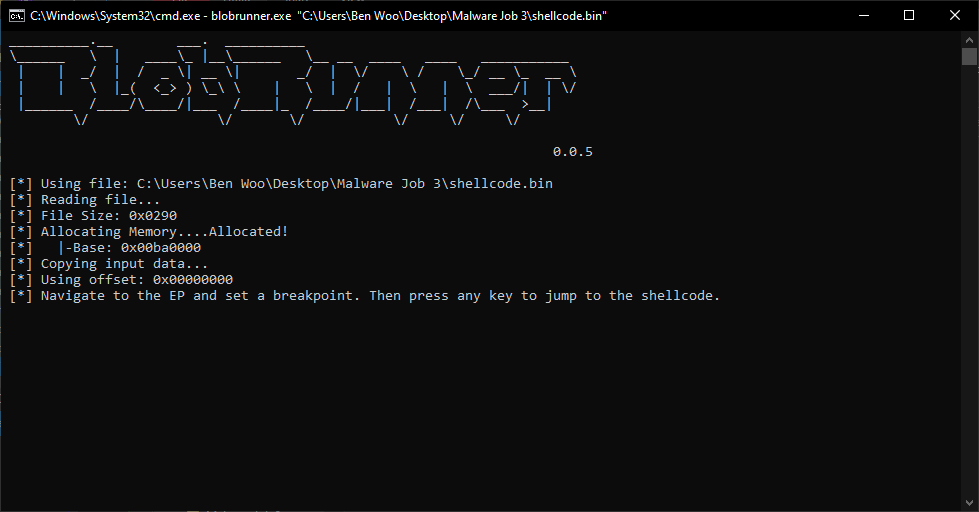 C:\Windows\System32\cmd.exe - blobrunner.exe "C:\Users\Ben Woo\Desktop\Malware Job 3\shellcode.bin"
BlobRunner
0.0.5
[*] Using file: C:\Users\Ben Woo\Desktop\Malware Job 3\shellcode.bin
[*] Reading file...
[*] File Size: 0x0290
[*] Allocating Memory....Allocated!
[*]   |-Base: 0x00ba0000
[*] Copying input data...
[*] Using offset: 0x00000000
[*] Navigate to the EP and set a breakpoint. Then press any key to jump to the shellcode.